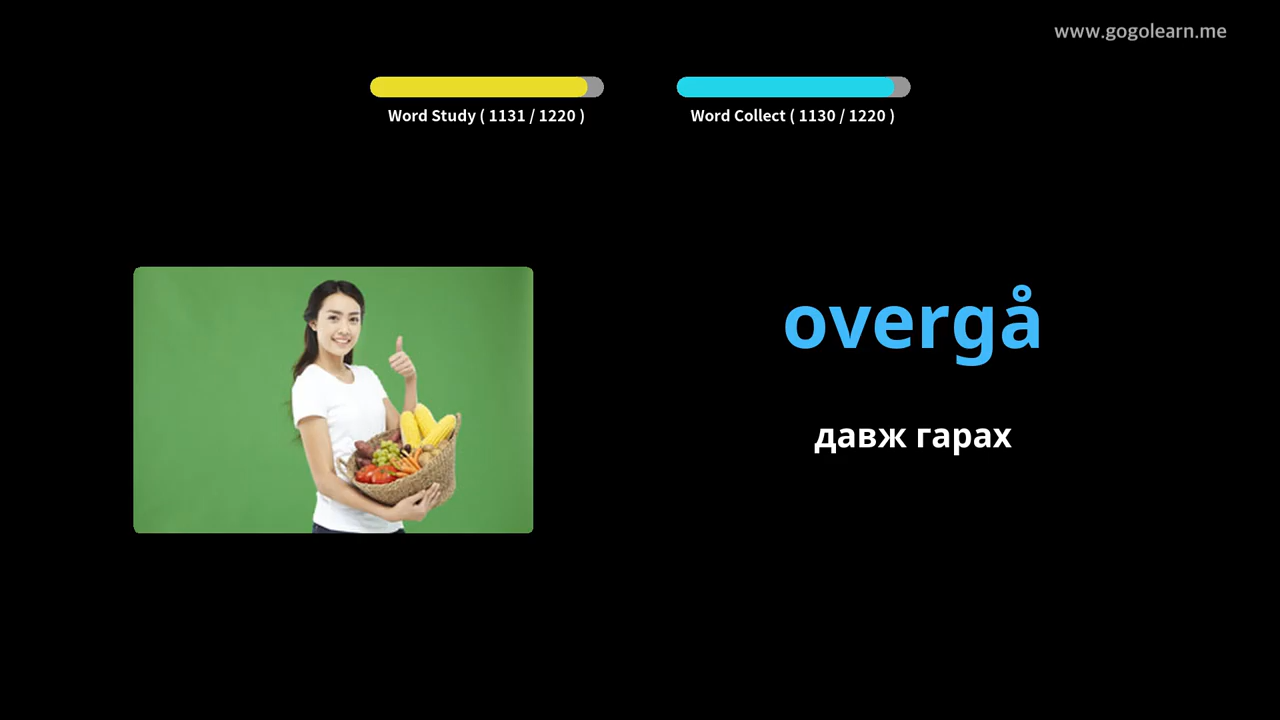 www.gogolearn.me
Word Study ( 1131 / 1220 )
Word Collect ( 1130 / 1220 )
overgå
давж гарах